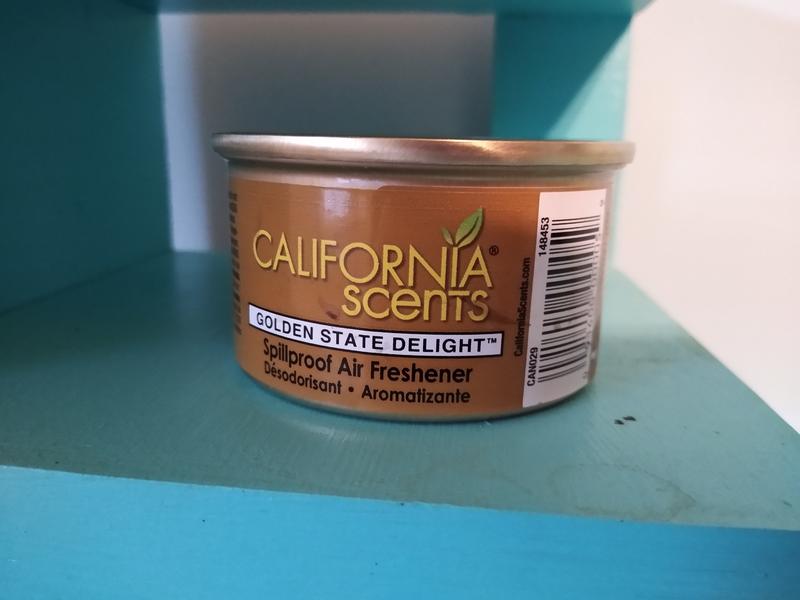 CALIFORNIA®
scents
GOLDEN STATE DELIGHT™
Spillproof Air Freshener
Désodorisant • Aromatizante
CaliforniaScents.com
CAN029
148453